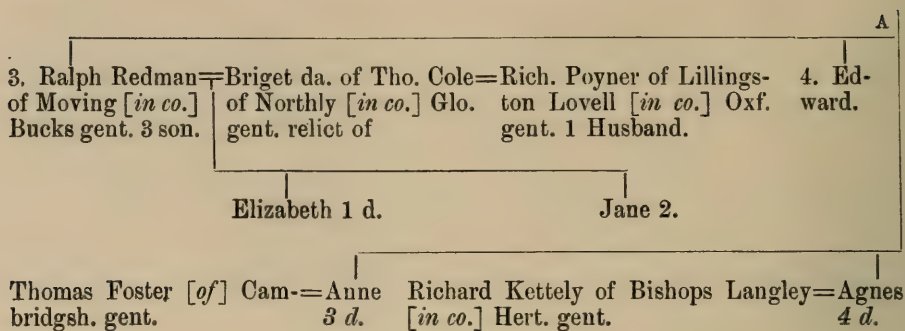 A
3. Ralph Redman=Briget da. of Tho. Cole=Rich. Poyner of Lillings- 4. Ed-
of Moving [in co.] of Northly [in co.] Glo. ton Lovell [in co.] Oxf. ward.
Bucks gent. 3 son. gent. relict of gent. 1 Husband.
Elizabeth 1 d. Jane 2.
Thomas Foster [of] Cam-=Anne Richard Kettely of Bishops Langley=Agnes
bridgsh. gent. 3 d. [in co.] Hert. gent. 4 d.